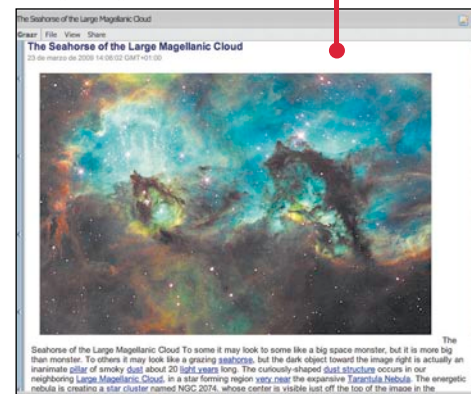 The Seahorse of the Large Magellanic Cloud
Grazr File View Share
The Seahorse of the Large Magellanic Cloud
23 de marzo de 2009 14:06:02 GMT+01:00
The
Seahorse of the Large Magellanic Cloud To some it may look to some like a big space monster, but it is more big
than monster. To others it may look like a grazing seahorse, but the dark object toward the image right is actually an
inanimate pillar of smoky dust about 20 light years long. The curiously-shaped dust structure occurs in our
neighboring Large Magellanic Cloud, in a star forming region very near the expansive Tarantula Nebula. The energetic
nebula is creating a star cluster named NGC 2074, whose center is visible just off the top of the image in the